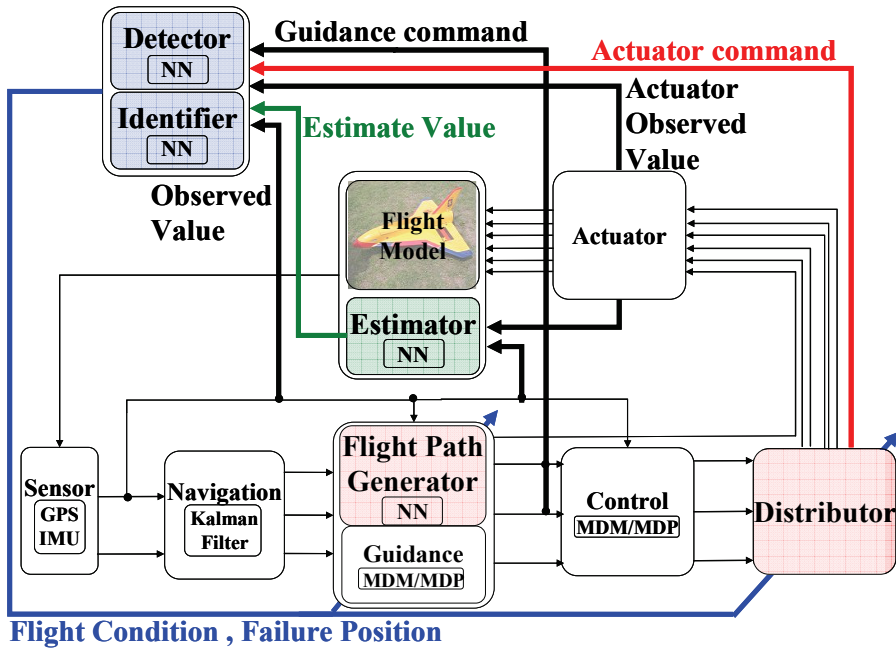 Detector
NN
Identifier
NN
Guidance command
Actuator command
Actuator
Observed
Value
Estimate Value
Observed
Value
Flight
Model
Actuator
Estimator
NN
Sensor
GPS
IMU
Navigation
Kalman
Filter
Flight Path
Generator
NN
Guidance
MDM/MDP
Control
MDM/MDP
Distributor
Flight Condition , Failure Position